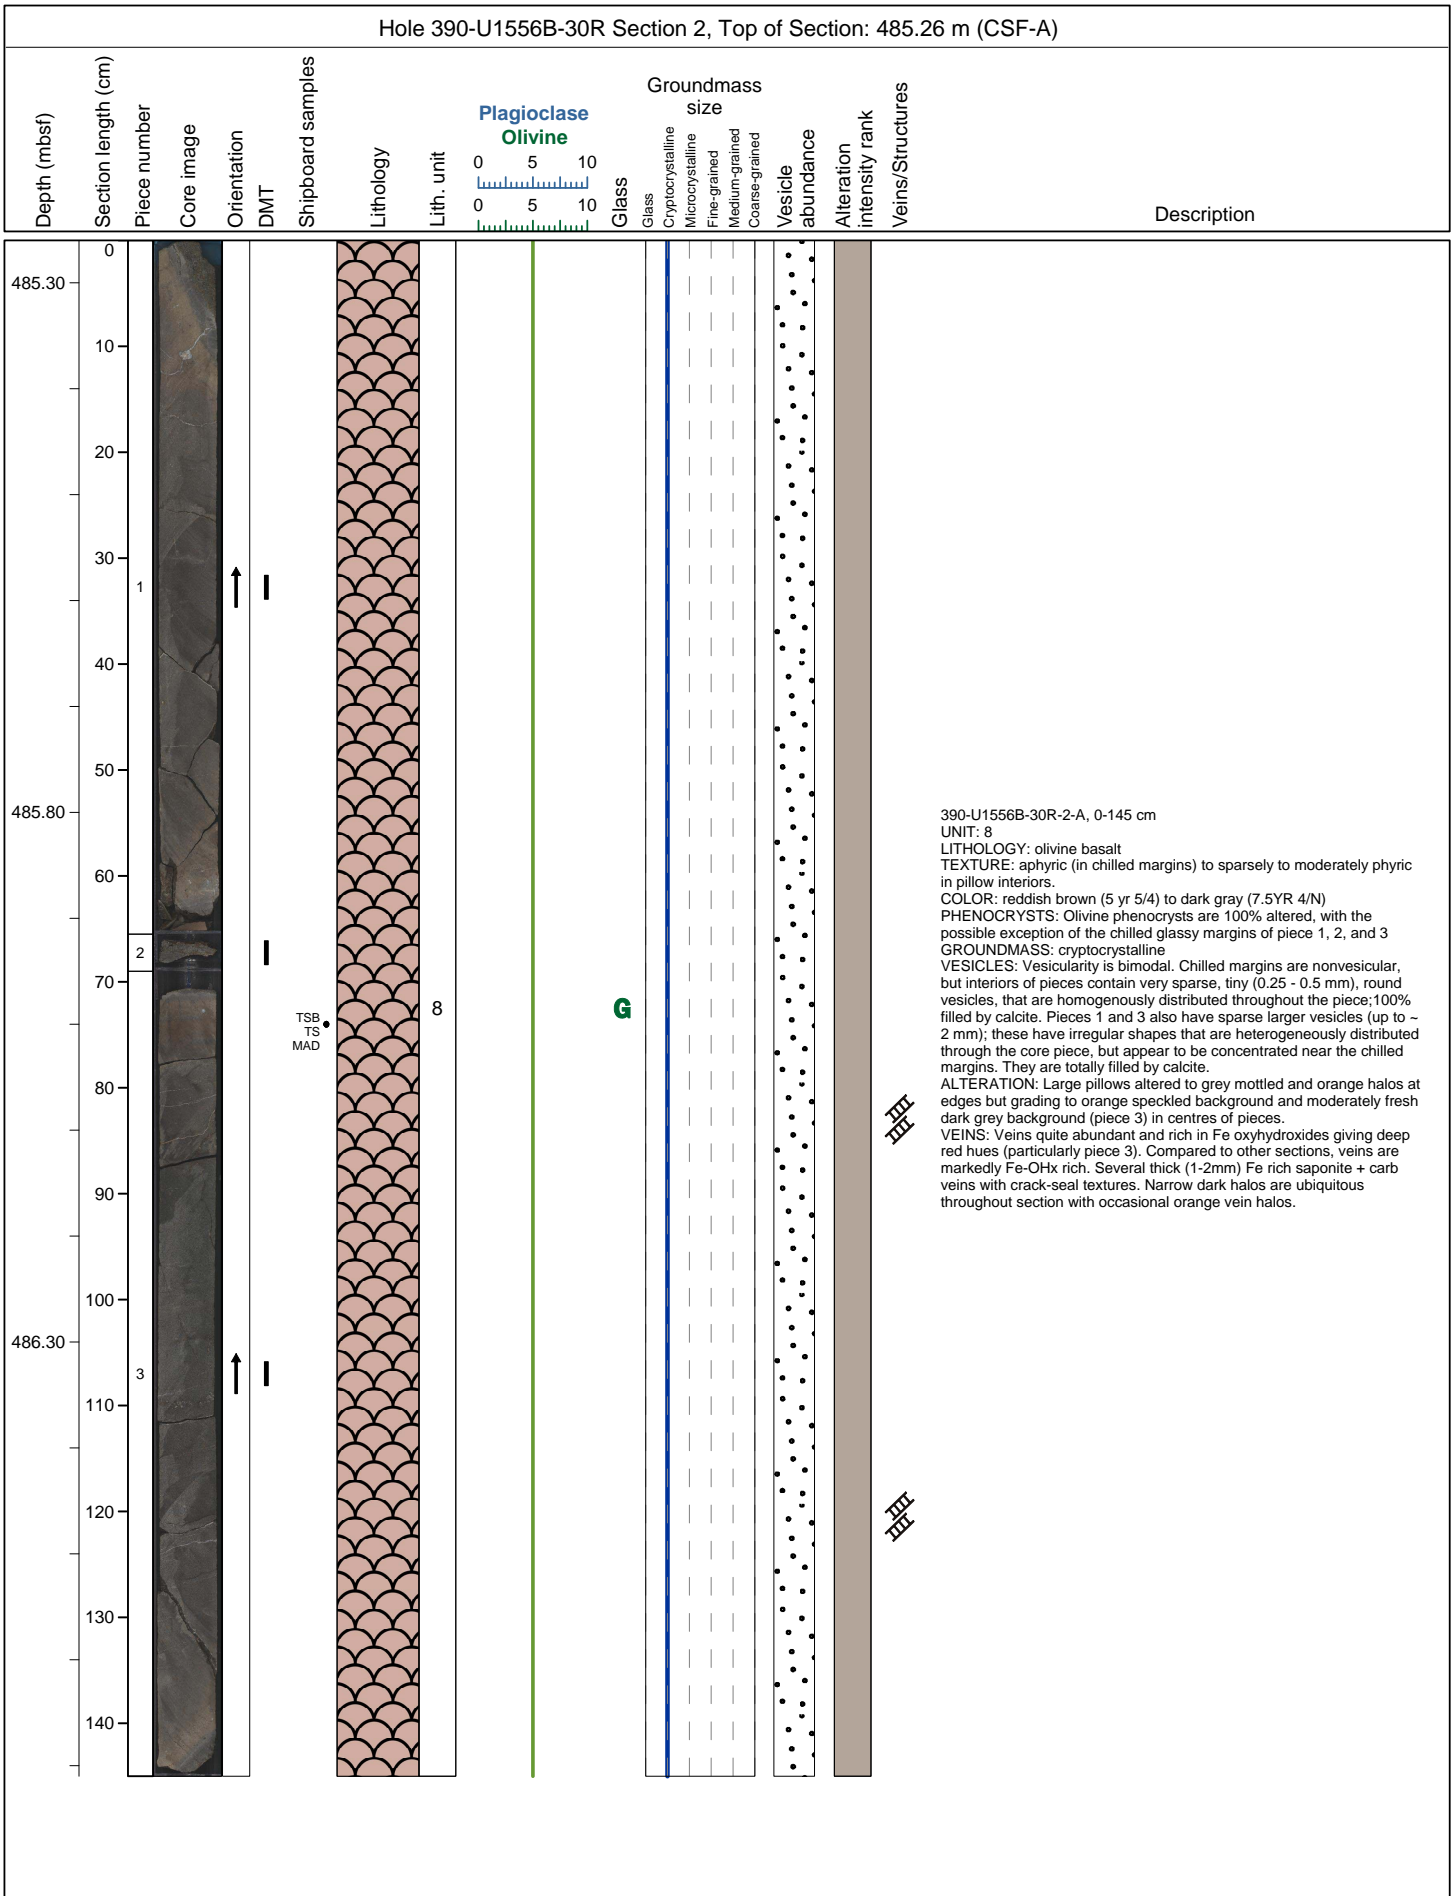 Hole 390-U1556B-30R Section 2, Top of Section: 485.26 m (CSF-A)
Depth (mbsf)
Section length (cm)
Piece number
Core image
Orientation
DMT
Shipboard samples
Lithology
Lith. unit
Plagioclase
Olivine
0 5 10
0 5 10
Glass
Groundmass
size
Glass
Cryptocrystalline
Microcrystalline
Fine-grained
Medium-grained
Coarse-grained
Vesicle
abundance
Alteration
intensity rank
Veins/Structures
Description
485.30
485.80
486.30
0
10
20
30
40
50
60
70
80
90
100
110
120
130
140
1
2
3
TSB
TS
MAD
8
G
390-U1556B-30R-2-A, 0-145 cm
UNIT: 8
LITHOLOGY: olivine basalt
TEXTURE: aphyric (in chilled margins) to sparsely to moderately phyric
in pillow interiors.
COLOR: reddish brown (5 yr 5/4) to dark gray (7.5YR 4/N)
PHENOCRYSTS: Olivine phenocrysts are 100% altered, with the
possible exception of the chilled glassy margins of piece 1, 2, and 3
GROUNDMASS: cryptocrystalline
VESICLES: Vesicularity is bimodal. Chilled margins are nonvesicular,
but interiors of pieces contain very sparse, tiny (0.25 - 0.5 mm), round
vesicles, that are homogenously distributed throughout the piece;100%
filled by calcite. Pieces 1 and 3 also have sparse larger vesicles (up to ~
2 mm); these have irregular shapes that are heterogeneously distributed
through the core piece, but appear to be concentrated near the chilled
margins. They are totally filled by calcite.
ALTERATION: Large pillows altered to grey mottled and orange halos at
edges but grading to orange speckled background and moderately fresh
dark grey background (piece 3) in centres of pieces.
VEINS: Veins quite abundant and rich in Fe oxyhydroxides giving deep
red hues (particularly piece 3). Compared to other sections, veins are
markedly Fe-OHx rich. Several thick (1-2mm) Fe rich saponite + carb
veins with crack-seal textures. Narrow dark halos are ubiquitous
throughout section with occasional orange vein halos.